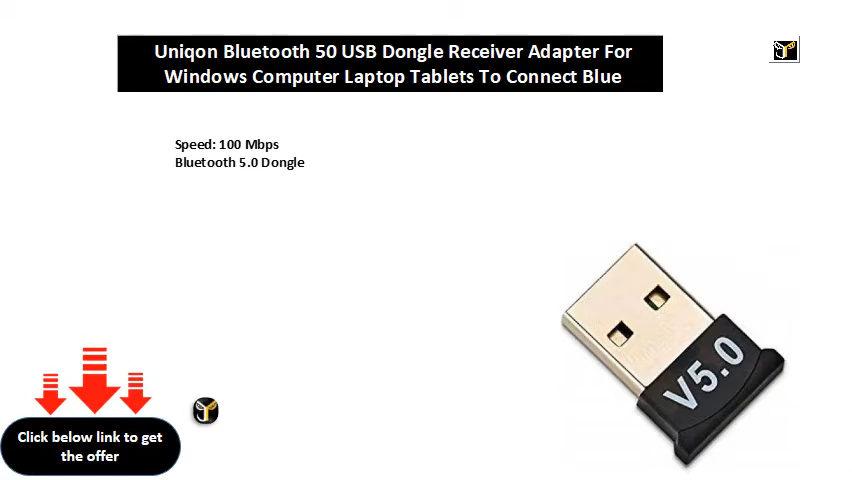 Uniqon Bluetooth 50 USB Dongle Receiver Adapter For
Windows Computer Laptop Tablets To Connect Blue
Speed: 100 Mbps
Bluetooth 5.0 Dongle
V5.0
Click below link to get
the offer